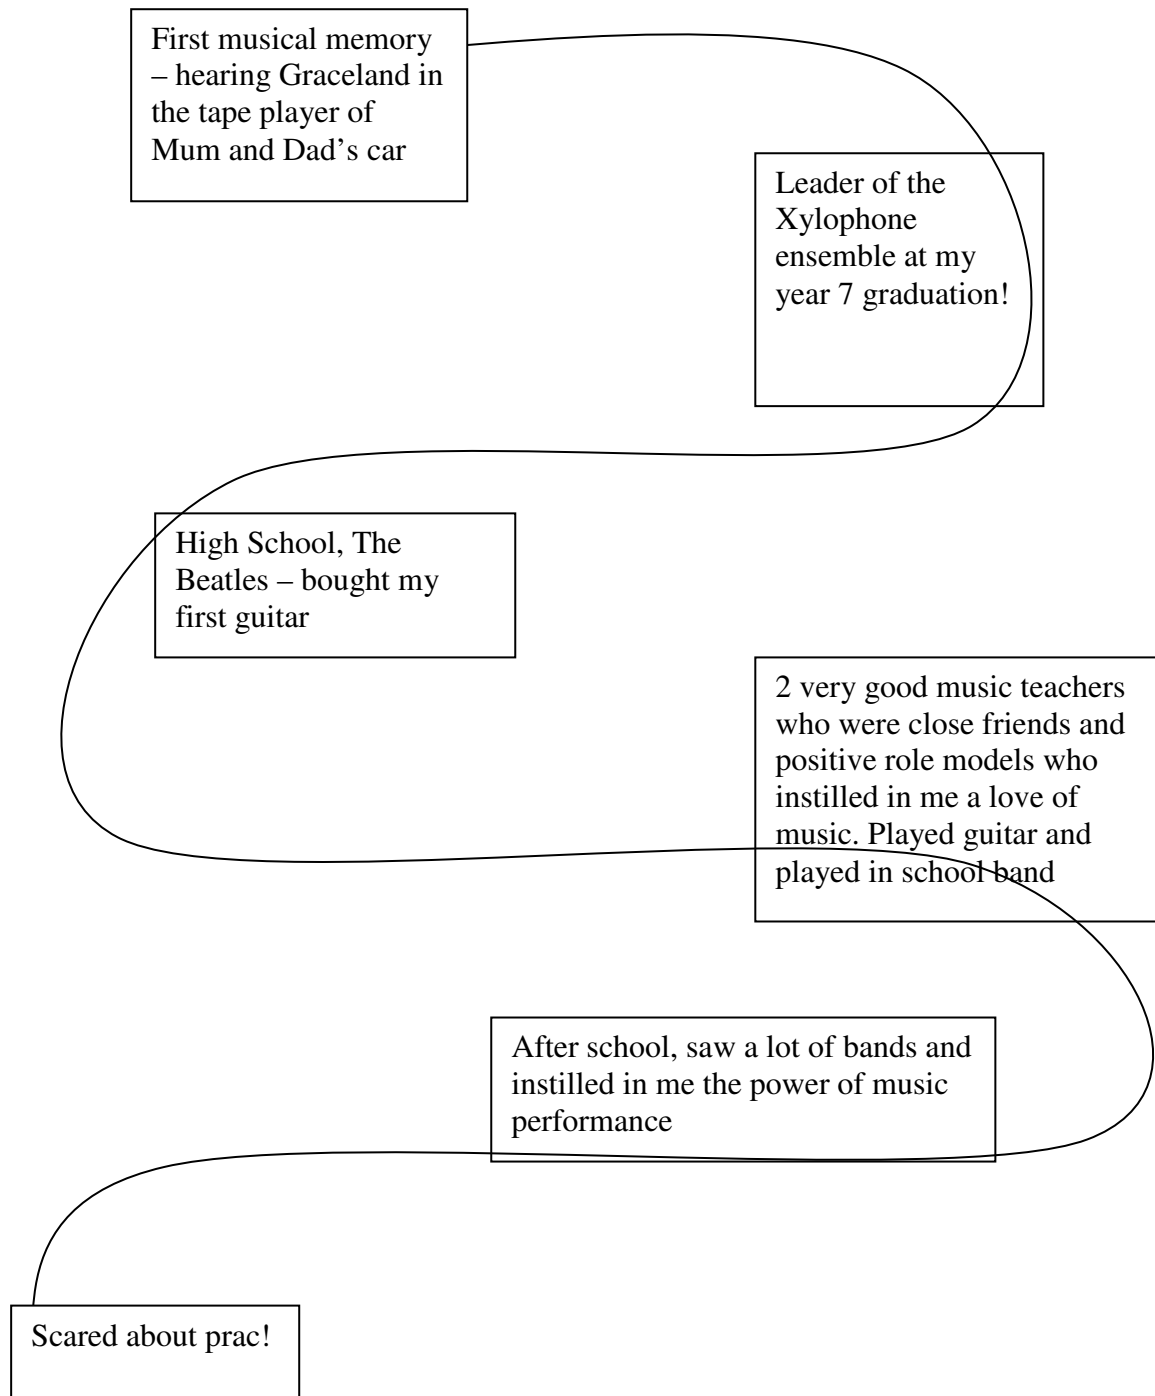 First musical memory
– hearing Graceland in
the tape player of
Mum and Dad’s car
Leader of the
Xylophone
ensemble at my
year 7 graduation!
High School, The
Beatles – bought my
first guitar
2 very good music teachers
who were close friends and
positive role models who
instilled in me a love of
music. Played guitar and
played in school band
After school, saw a lot of bands and
instilled in me the power of music
performance
Scared about prac!